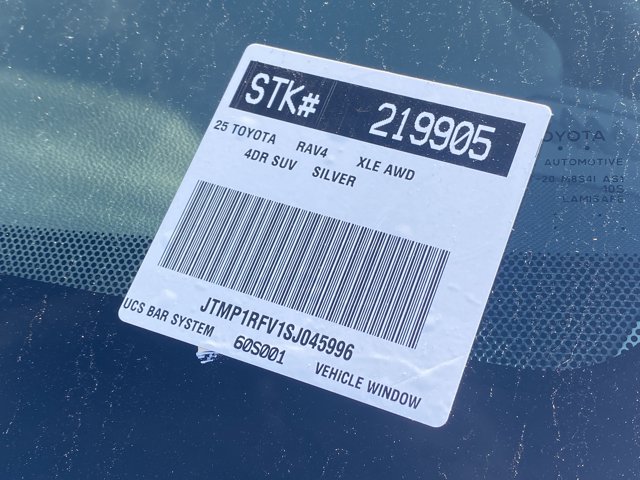 STK# 219905
25 TOYOTA RAV4 XLE AWD
4DR SUV SILVER
JTMP1RFV1SJ045996
UCS BAR SYSTEM 60S001 VEHICLE WINDOW
TOYOTA
AUTOMOTIVE
LAMISAFE